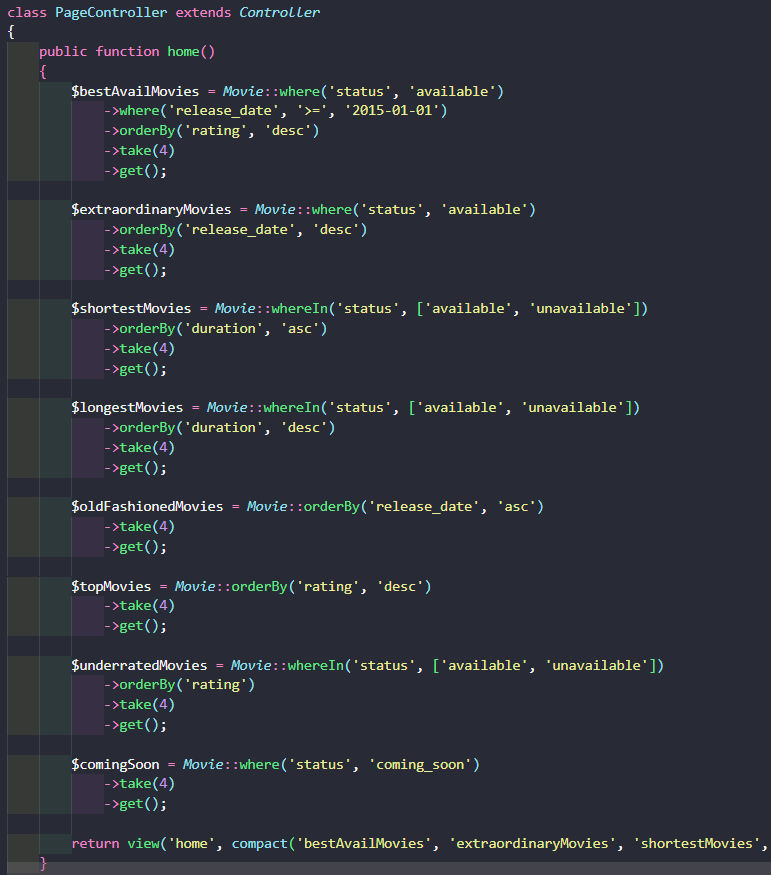 class PageController extends Controller
{
    public function home()
    {
        $bestAvailMovies = Movie::where('status', 'available')
            ->where('release_date', '>=', '2015-01-01')
            ->orderBy('rating', 'desc')
            ->take(4)
            ->get();

        $extraordinaryMovies = Movie::where('status', 'available')
            ->orderBy('release_date', 'desc')
            ->take(4)
            ->get();

        $shortestMovies = Movie::whereIn('status', ['available', 'unavailable'])
            ->orderBy('duration', 'asc')
            ->take(4)
            ->get();

        $longestMovies = Movie::whereIn('status', ['available', 'unavailable'])
            ->orderBy('duration', 'desc')
            ->take(4)
            ->get();

        $oldFashionedMovies = Movie::orderBy('release_date', 'asc')
            ->take(4)
            ->get();

        $topMovies = Movie::orderBy('rating', 'desc')
            ->take(4)
            ->get();

        $underratedMovies = Movie::whereIn('status', ['available', 'unavailable'])
            ->orderBy('rating')
            ->take(4)
            ->get();

        $comingSoon = Movie::where('status', 'coming_soon')
            ->take(4)
            ->get();

        return view('home', compact('bestAvailMovies', 'extraordinaryMovies', 'shortestMovies',
    }